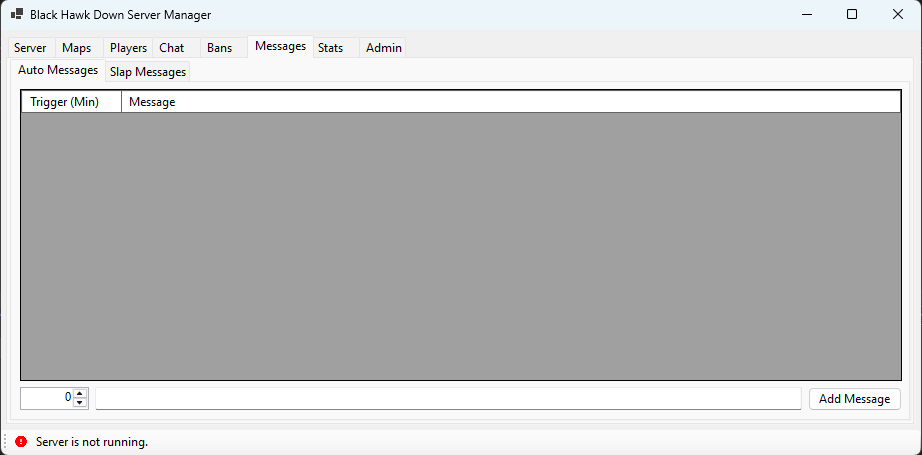 Black Hawk Down Server Manager
Server Maps Players Chat Bans Messages Stats Admin
Auto Messages Slap Messages
Trigger (Min) Message
0 Add Message
Server is not running.